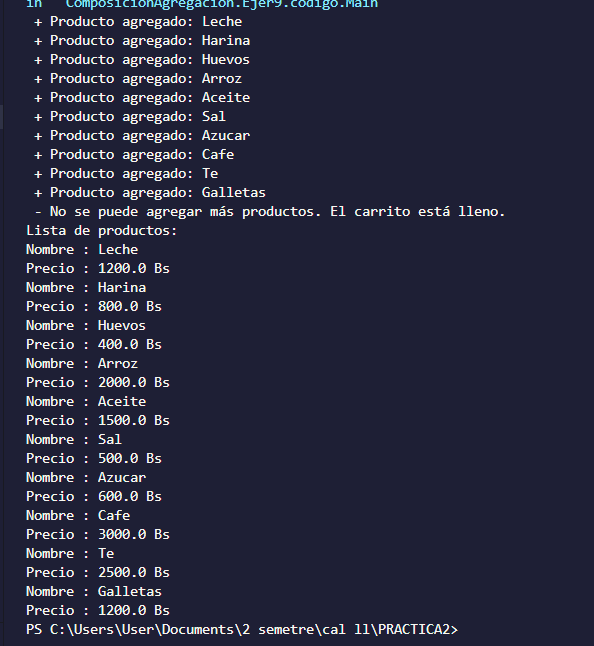 in 'ComposicionAgregacion.Ejer9.codigo.Main'
+ Producto agregado: Leche
+ Producto agregado: Harina
+ Producto agregado: Huevos
+ Producto agregado: Arroz
+ Producto agregado: Aceite
+ Producto agregado: Sal
+ Producto agregado: Azucar
+ Producto agregado: Cafe
+ Producto agregado: Te
+ Producto agregado: Galletas
- No se puede agregar más productos. El carrito está lleno.
Lista de productos:
Nombre : Leche
Precio : 1200.0 Bs
Nombre : Harina
Precio : 800.0 Bs
Nombre : Huevos
Precio : 400.0 Bs
Nombre : Arroz
Precio : 2000.0 Bs
Nombre : Aceite
Precio : 1500.0 Bs
Nombre : Sal
Precio : 500.0 Bs
Nombre : Azucar
Precio : 600.0 Bs
Nombre : Cafe
Precio : 3000.0 Bs
Nombre : Te
Precio : 2500.0 Bs
Nombre : Galletas
Precio : 1200.0 Bs
PS C:\Users\User\Documents\2 semetre\cal ll\PRACTICA2>